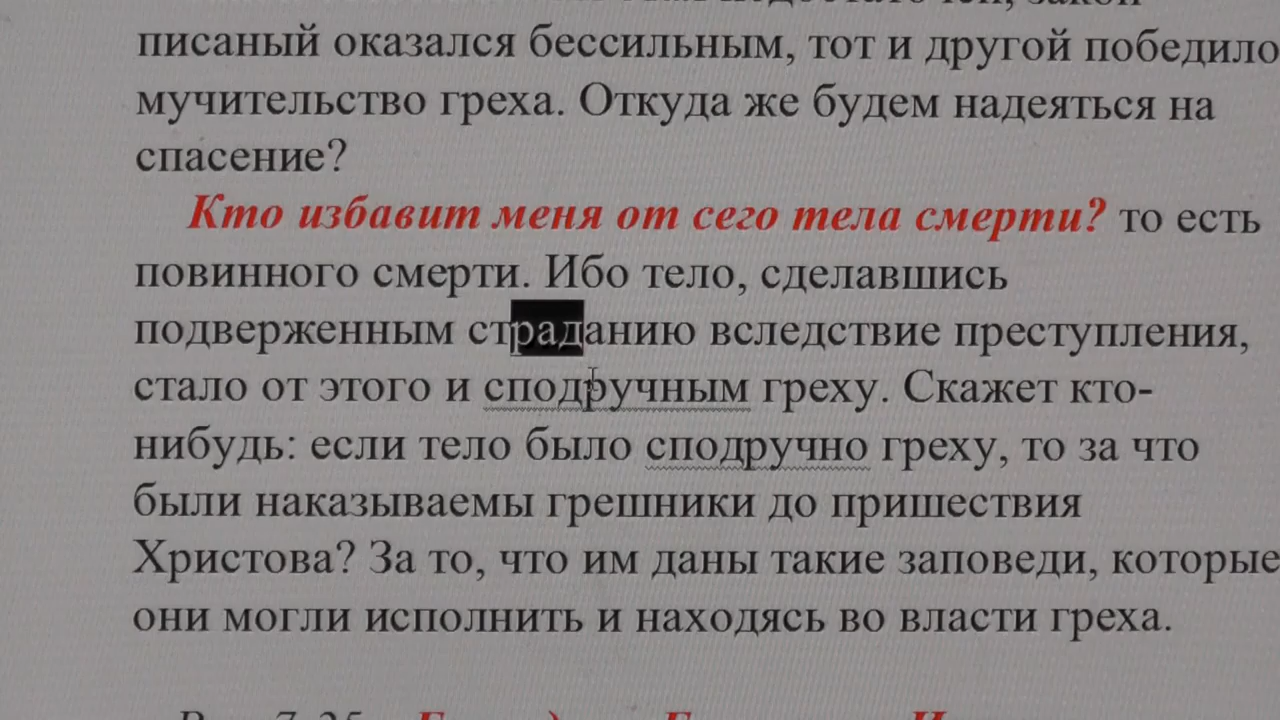 писаный оказался бессильным, тот и другой победило
мучительство греха. Откуда же будем надеяться на
спасение?
Кто избавит меня от сего тела смерти? то есть
повинного смерти. Ибо тело, сделавшись
подверженным страданию вследствие преступления,
стало от этого и сподручным греху. Скажет кто-
нибудь: если тело было сподручно греху, то за что
были наказываемы грешники до пришествия
Христова? За то, что им даны такие заповеди, которые
они могли исполнить и находясь во власти греха.